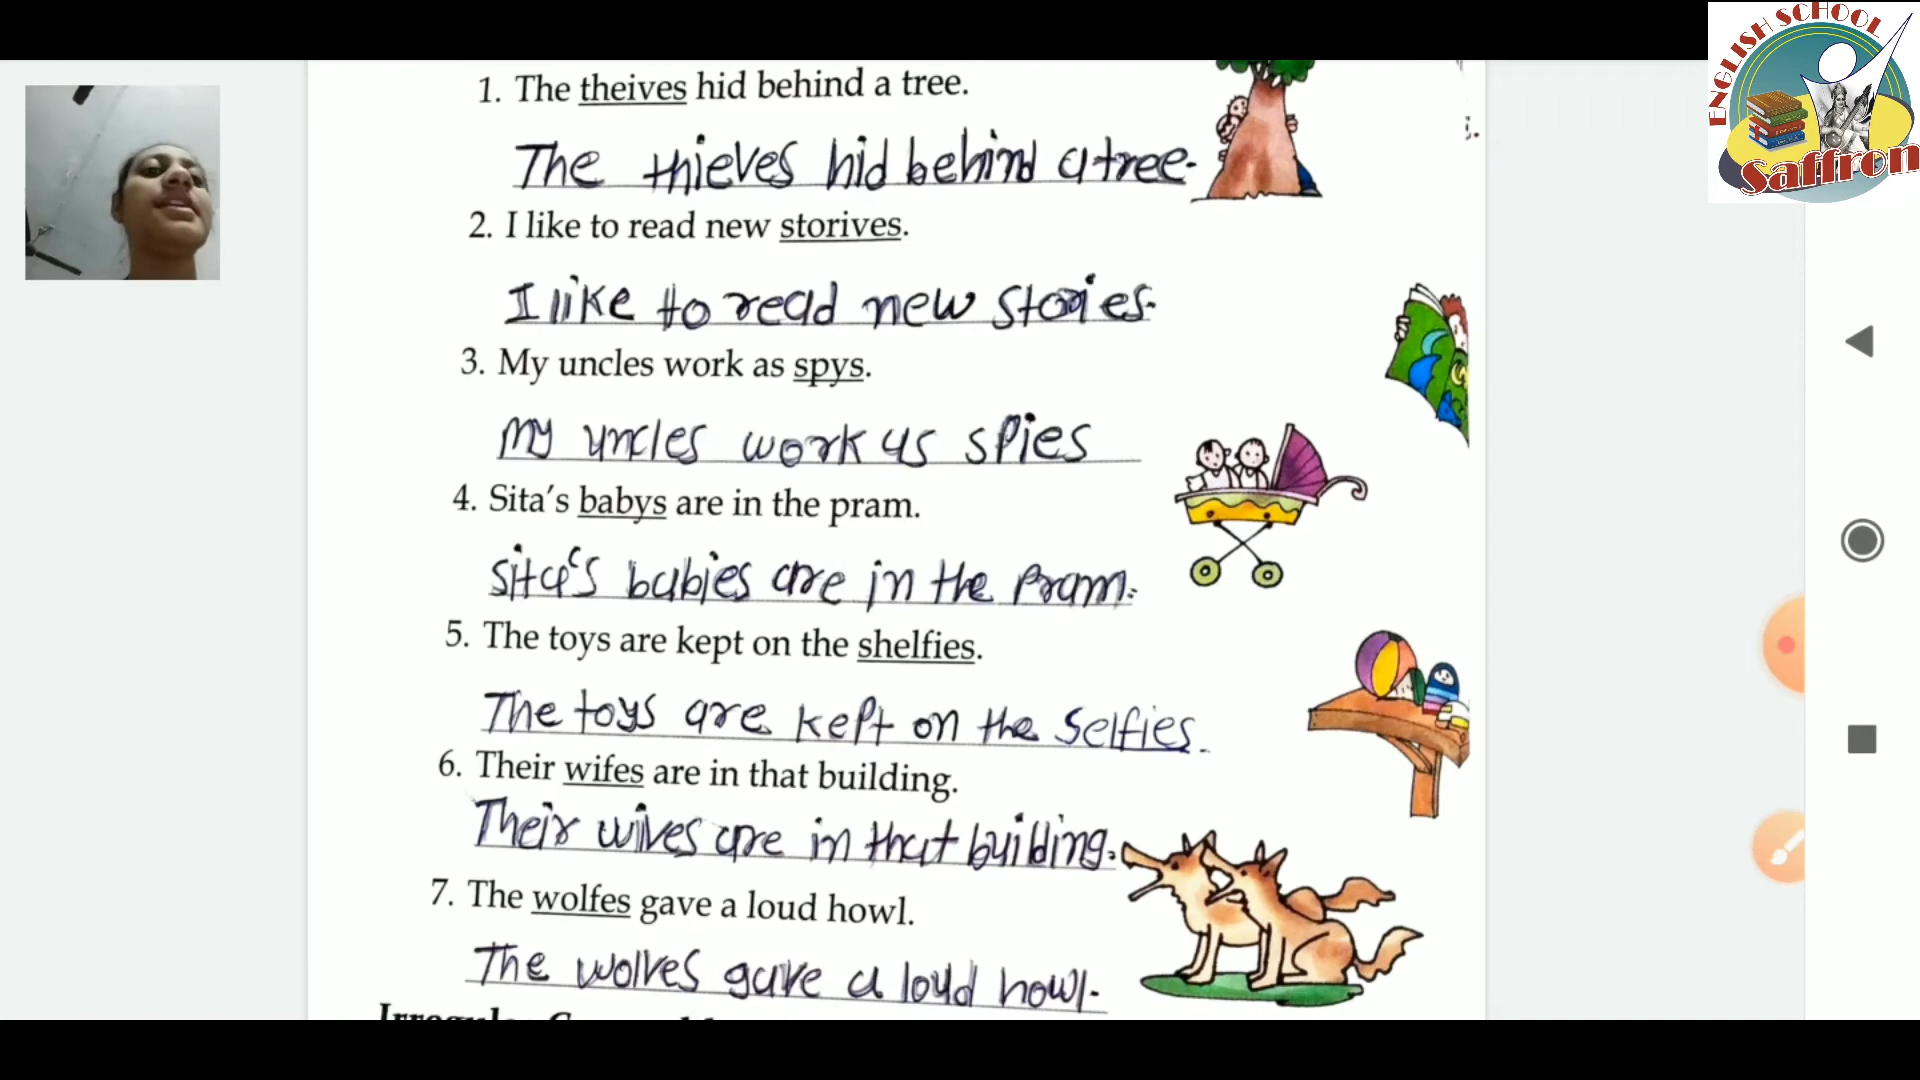 ENGLISH SCHOOL
Saffron
1. The theives hid behind a tree.
The thieves hid behind a tree.
2. I like to read new storives.
I like to read new stories.
3. My uncles work as spys.
My uncles work as spies
4. Sita's babys are in the pram.
Sita's babies are in the Pram.
5. The toys are kept on the shelfies.
The toys are kept on the Selfies.
6. Their wifes are in that building.
Their wives are in that building.
7. The wolfes gave a loud howl.
The wolves gave a loud howl.